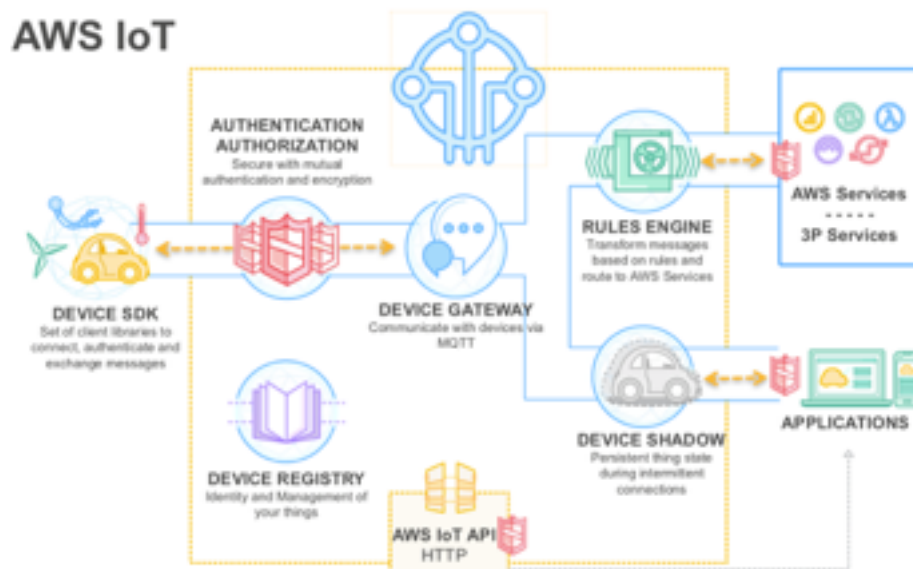 AWS IoT
AUTHENTICATION
AUTHORIZATION
Secure with mutual
authentication and encryption
DEVICE SDK
Set of client libraries to
connect, authenticate and
exchange messages
DEVICE GATEWAY
Communicate with devices via
MQTT
RULES ENGINE
Transform messages
based on rules and
route to AWS Services
AWS Services
-----
3P Services
DEVICE SHADOW
Persistent thing state
during intermittent
connections
APPLICATIONS
DEVICE REGISTRY
Identity and Management of
your things
AWS IoT API
HTTP